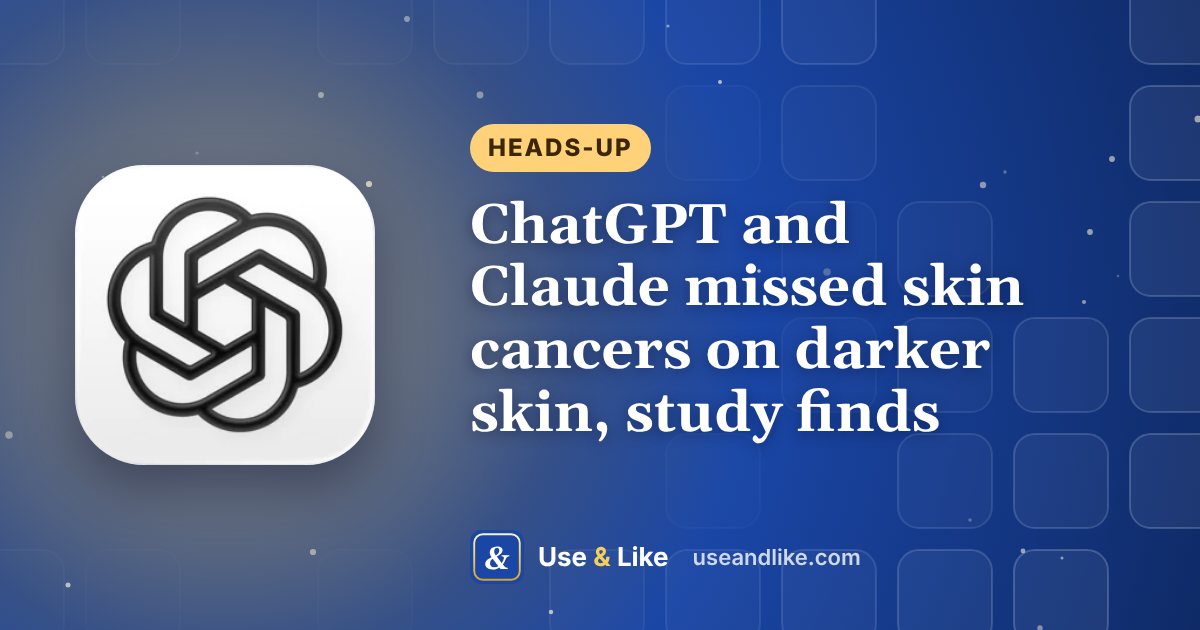 HEADS-UP
ChatGPT and
Claude missed skin
cancers on darker
skin, study finds
& Use & Like useandlike.com